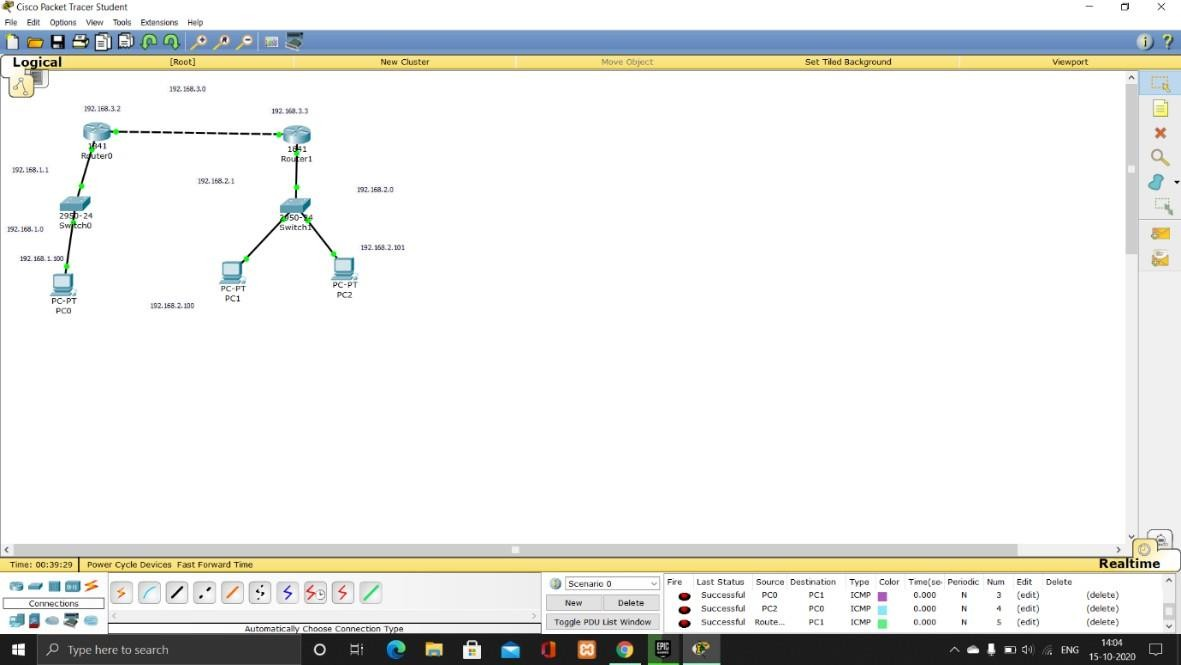 Cisco Packet Tracer Student
File Edit Options View Tools Extensions Help
Logical [Root] New Cluster Move Object Set Tiled Background Viewport
192.168.3.0
192.168.3.2
192.168.3.3
1841
Router0
1841
Router1
192.168.1.1
192.168.2.1
192.168.2.0
2950-24
Switch0
2950-24
Switch1
192.168.1.0
192.168.2.101
192.168.1.100
PC-PT
PC0
PC-PT
PC1
PC-PT
PC2
192.168.2.100
Time: 00:39:29 Power Cycle Devices Fast Forward Time
Realtime
Connections
Automatically Choose Connection Type
Scenario 0
New Delete
Toggle PDU List Window
Fire Last Status Source Destination Type Color Time(se Periodic Num Edit Delete
Successful PC0 PC1 ICMP 0.000 N 3 (edit) (delete)
Successful PC2 PC0 ICMP 0.000 N 4 (edit) (delete)
Successful Route... PC1 ICMP 0.000 N 5 (edit) (delete)
Type here to search
EPIC
ENG
14:04
15-10-2020